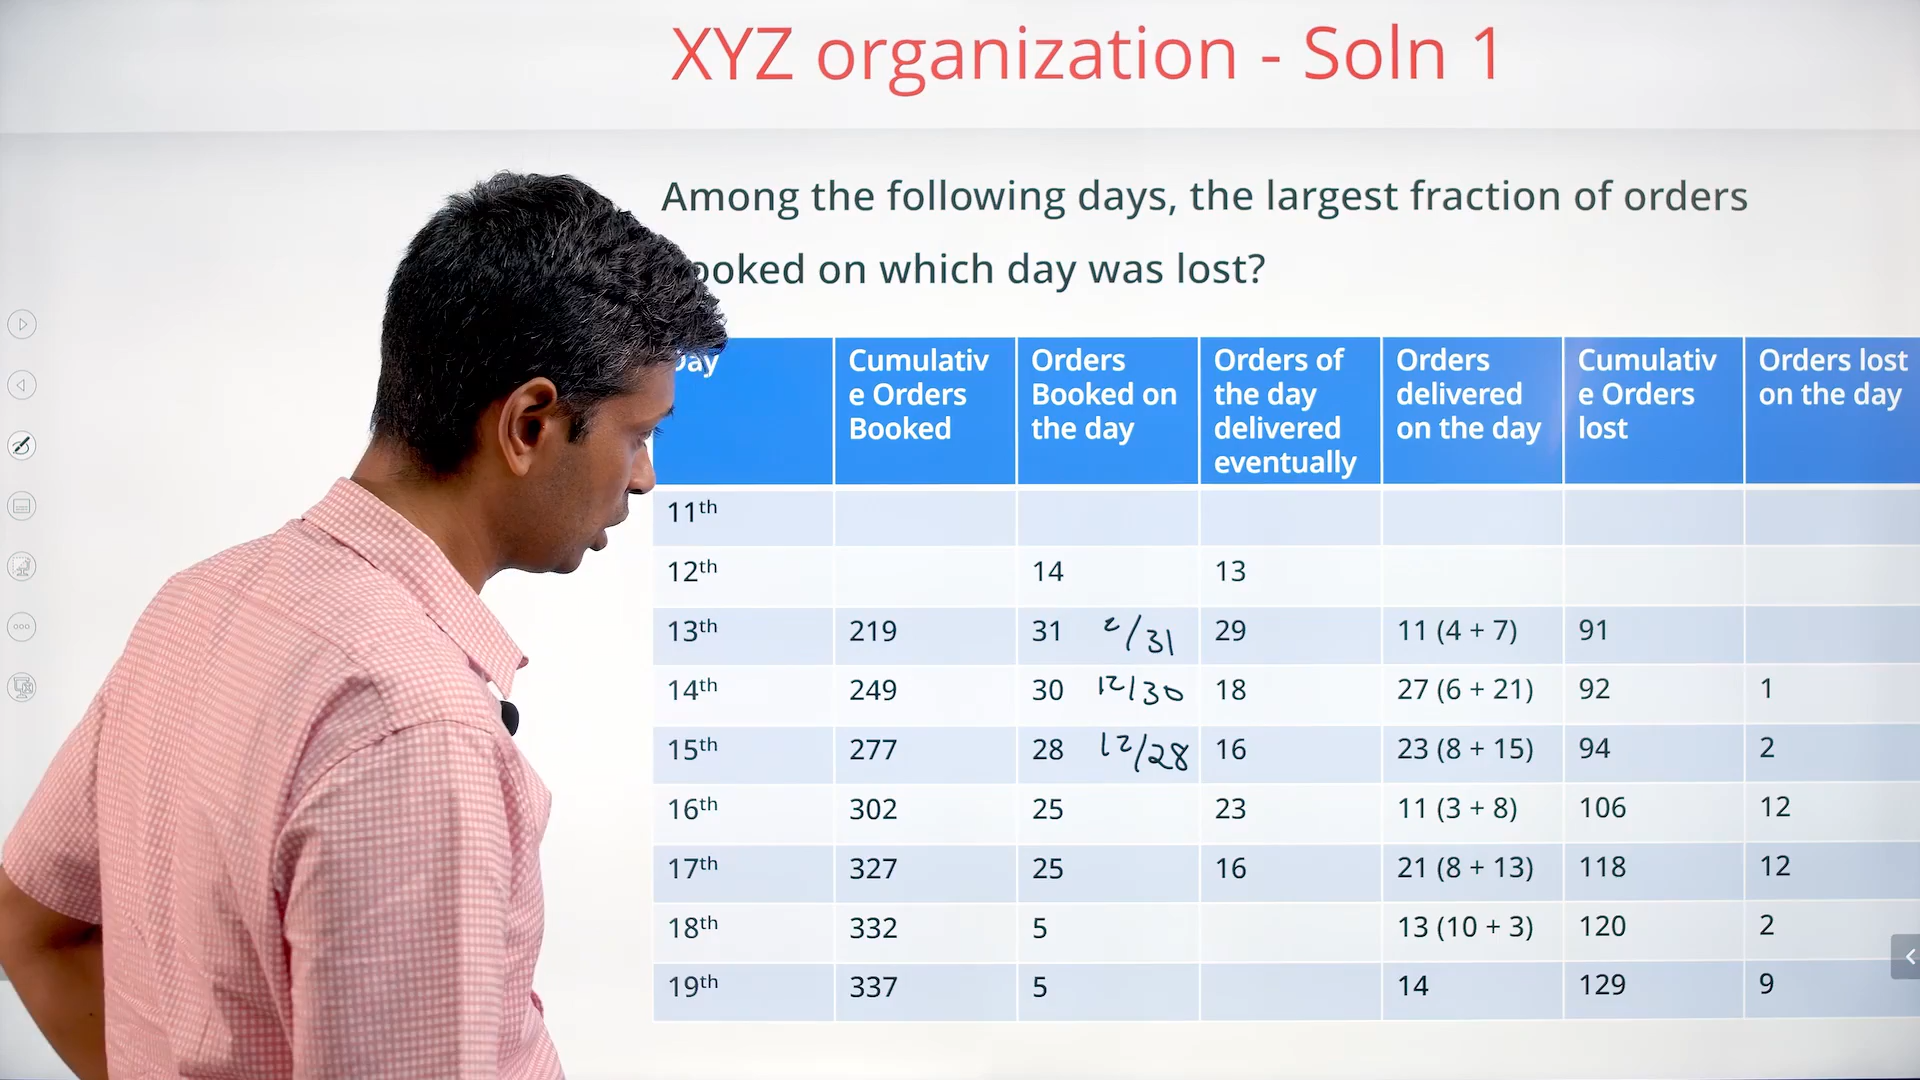 XYZ organization - Soln 1
Among the following days, the largest fraction of orders
ooked on which day was lost?
Day Cumulativ e Orders Booked Orders Booked on the day Orders of the day delivered eventually Orders delivered on the day Cumulativ e Orders lost Orders lost on the day
11th
12th 14 13
13th 219 31 2/31 29 11 (4 + 7) 91
14th 249 30 12/30 18 27 (6 + 21) 92 1
15th 277 28 12/28 16 23 (8 + 15) 94 2
16th 302 25 23 11 (3 + 8) 106 12
17th 327 25 16 21 (8 + 13) 118 12
18th 332 5 13 (10 + 3) 120 2
19th 337 5 14 129 9